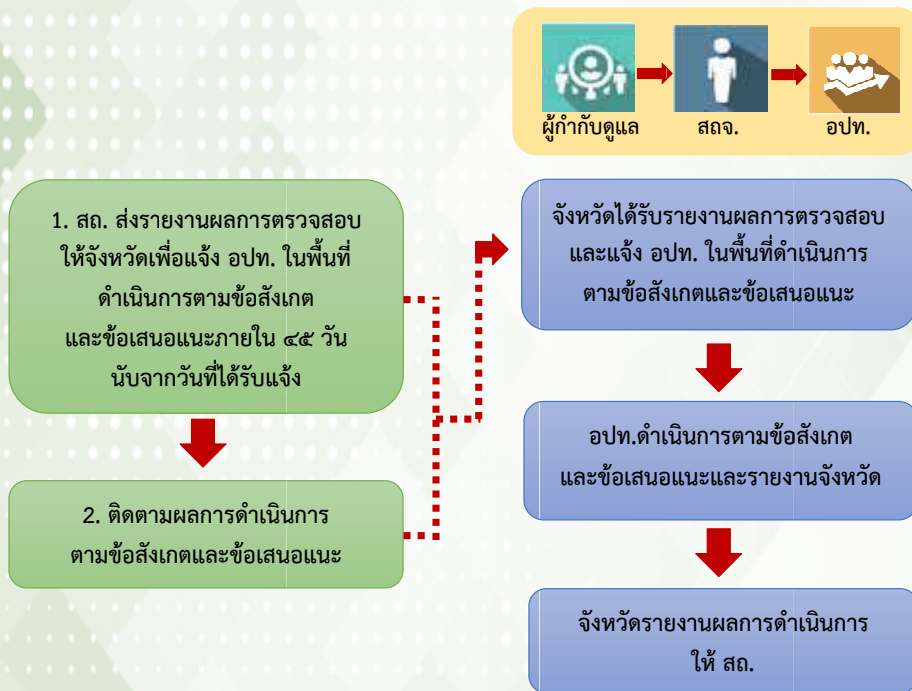 ผู้กำกับดูแล
สถจ.
อปท.
1. สถ. ส่งรายงานผลการตรวจสอบ
ให้จังหวัดเพื่อแจ้ง อปท. ในพื้นที่
ดำเนินการตามข้อสังเกต
และข้อเสนอแนะภายใน ๔๕ วัน
นับจากวันที่ได้รับแจ้ง
2. ติดตามผลการดำเนินการ
ตามข้อสังเกตและข้อเสนอแนะ
จังหวัดได้รับรายงานผลการตรวจสอบ
และแจ้ง อปท. ในพื้นที่ดำเนินการ
ตามข้อสังเกตและข้อเสนอแนะ
อปท.ดำเนินการตามข้อสังเกต
และข้อเสนอแนะและรายงานจังหวัด
จังหวัดรายงานผลการดำเนินการ
ให้ สถ.